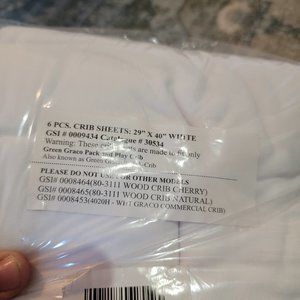 6 PCS. CRIB SHEETS: 29" X 40" WHITE
GSI # 0009434 Catalogue # 30534
Warning: These crib sheets are made to fit only
Green Graco Pack and Play Crib
Also known as Green Crib
PLEASE DO NOT USE FOR OTHER MODELS
GSI# 0008464(80-3111 WOOD CRIB CHERRY)
GSI# 0008465(80-3111 WOOD CRIB NATURAL)
GSI# 0008453(4020H - WHT GRACO COMMERCIAL CRIB)